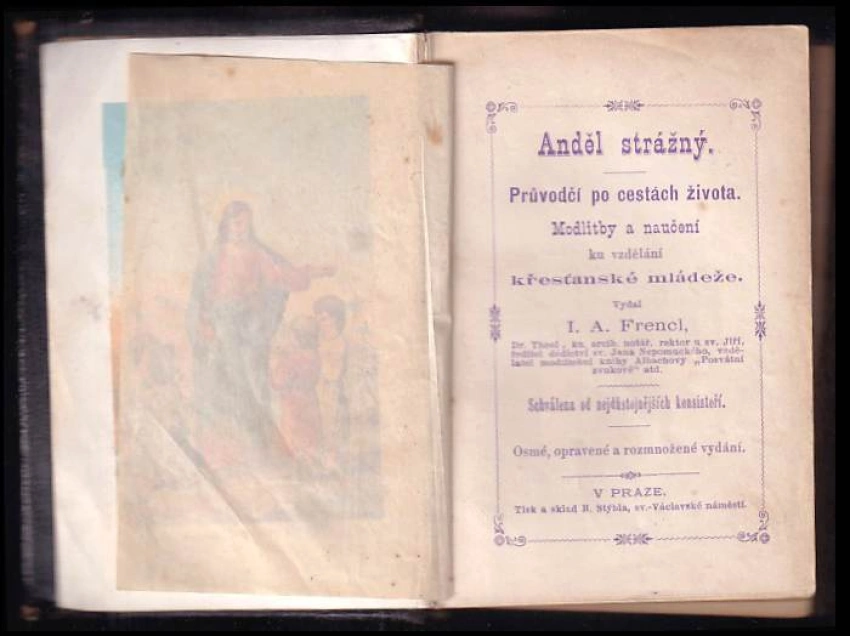 Anděl strážný.
Průvodčí po cestách života.
Modlitby a naučení
ku vzdělání
křesťanské mládeže.
Vydal
I. A. Frencl,
Dr. Theol., kn. arcib. notář, rektor u sv. Jiří,
ředitel dědictví sv. Jana Nepomuckého, vzdě-
latel modlitební knihy Albachovy „Posvátní
zvukové“ atd.
Schválena od nejdůstojnějších konsistoří.
Osmé, opravené a rozmnožené vydání.
V PRAZE.
Tisk a sklad B. Stýbla, sv.-Václavské náměstí.